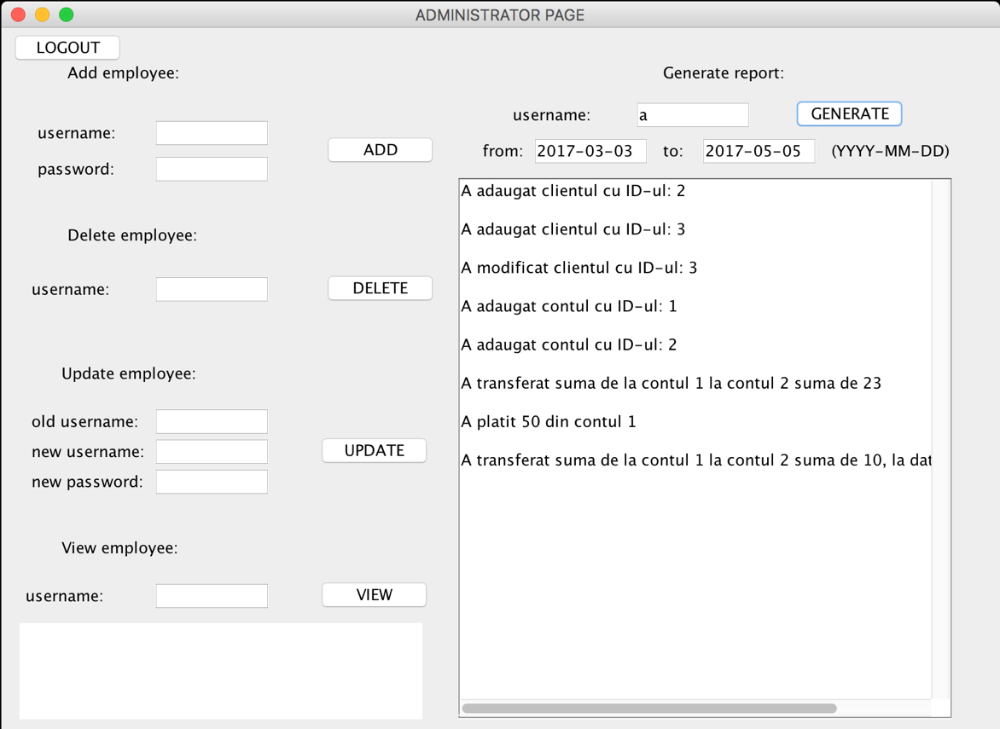 ADMINISTRATOR PAGE
LOGOUT
Add employee:
username:
password:
ADD
Delete employee:
username:
DELETE
Update employee:
old username:
new username:
new password:
UPDATE
View employee:
username:
VIEW
Generate report:
username: a GENERATE
from: 2017-03-03 to: 2017-05-05 (YYYY-MM-DD)
A adaugat clientul cu ID-ul: 2
A adaugat clientul cu ID-ul: 3
A modificat clientul cu ID-ul: 3
A adaugat contul cu ID-ul: 1
A adaugat contul cu ID-ul: 2
A transferat suma de la contul 1 la contul 2 suma de 23
A platit 50 din contul 1
A transferat suma de la contul 1 la contul 2 suma de 10, la dat